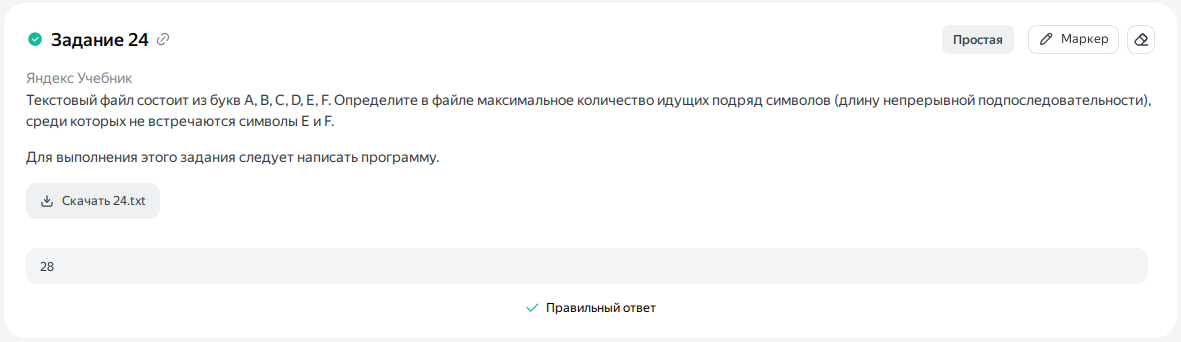 Задание 24
Простая
Маркер
Яндекс Учебник
Текстовый файл состоит из букв A, B, C, D, E, F. Определите в файле максимальное количество идущих подряд символов (длину непрерывной подпоследовательности),
среди которых не встречаются символы E и F.
Для выполнения этого задания следует написать программу.
Скачать 24.txt
28
Правильный ответ